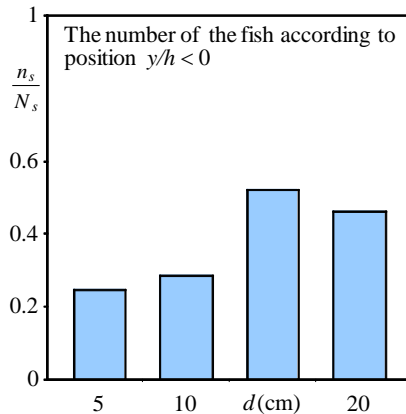 1
The number of the fish according to
position y/h < 0
n_s
N_s
0.6
0.4
0.2
0
5 10 d (cm) 20